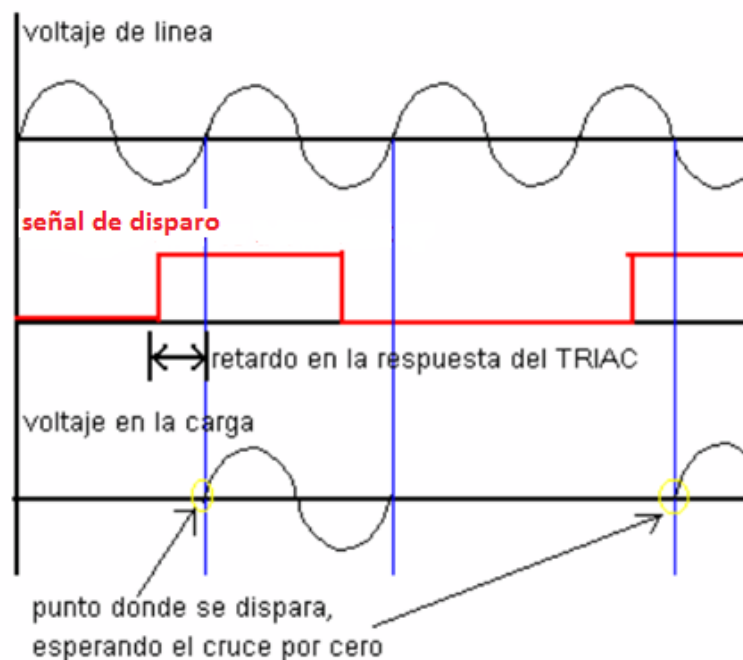 voltaje de linea
señal de disparo
retardo en la respuesta del TRIAC
voltaje en la carga
punto donde se dispara,
esperando el cruce por cero